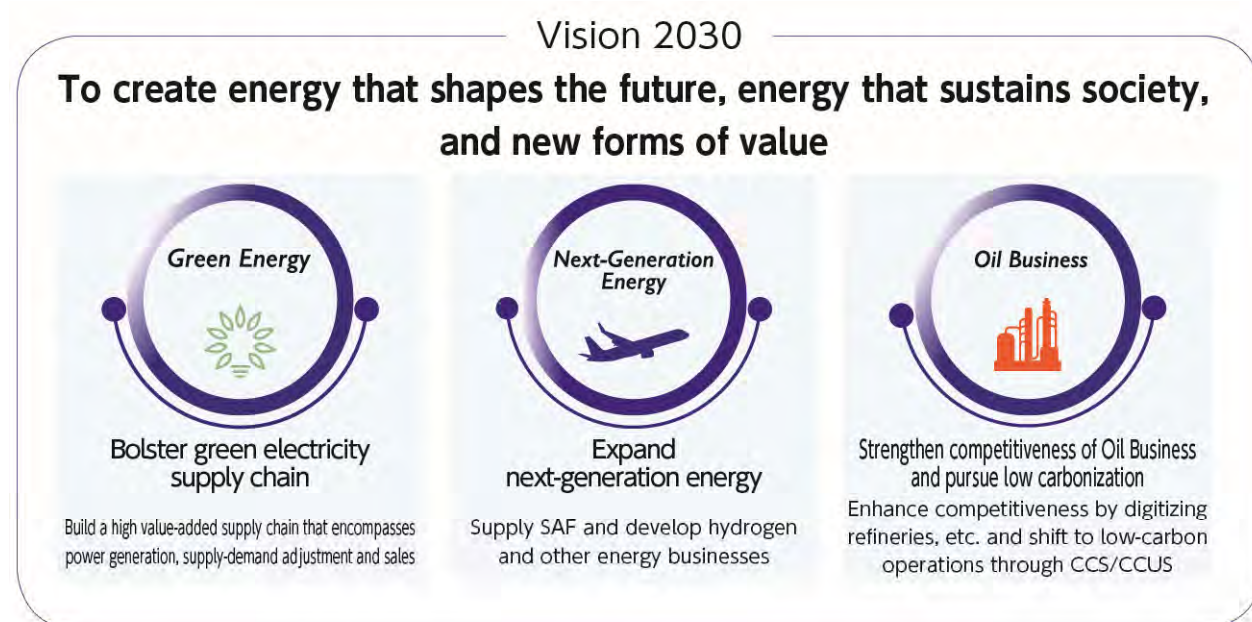 Vision 2030
To create energy that shapes the future, energy that sustains society,
and new forms of value
Green Energy
Bolster green electricity
supply chain
Build a high value-added supply chain that encompasses
power generation, supply-demand adjustment and sales
Next-Generation
Energy
Expand
next-generation energy
Supply SAF and develop hydrogen
and other energy businesses
Oil Business
Strengthen competitiveness of Oil Business
and pursue low carbonization
Enhance competitiveness by digitizing
refineries, etc. and shift to low-carbon
operations through CCS/CCUS